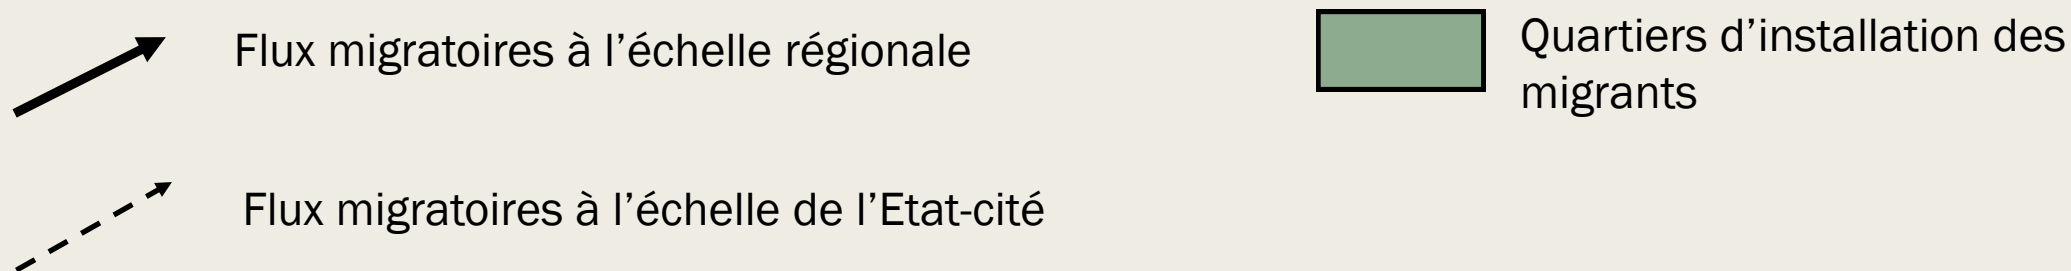 Flux migratoires à l’échelle régionale
Quartiers d’installation des
migrants
Flux migratoires à l’échelle de l’Etat-cité